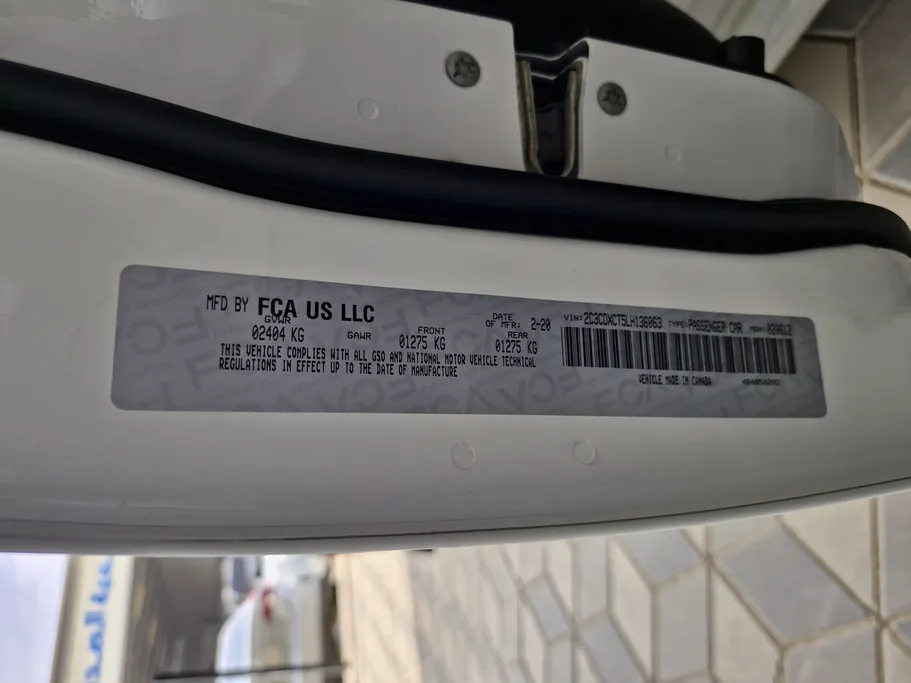 MFD BY FCA US LLC
GVWR
02404 KG
GAWR
FRONT
01275 KG
DATE
OF MFR: 2-20
REAR
01275 KG
THIS VEHICLE COMPLIES WITH ALL GSO AND NATIONAL MOTOR VEHICLE TECHNICAL
REGULATIONS IN EFFECT UP TO THE DATE OF MANUFACTURE
VIN: 2C3CDXCT5LH136063 TYPE: PASSENGER CAR MDH: 020612
VEHICLE MADE IN CANADA